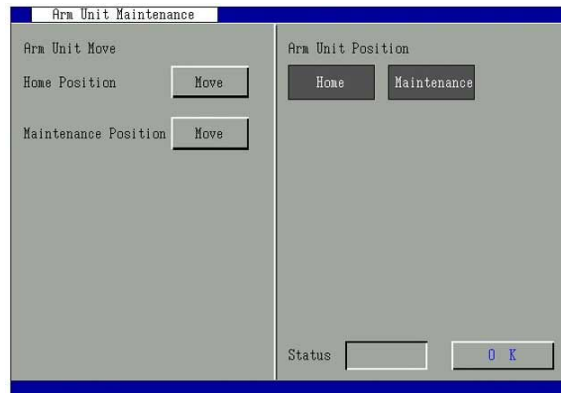 Arm Unit Maintenance
Arm Unit Move
Home Position Move
Maintenance Position Move
Arm Unit Position
Home Maintenance
Status O K